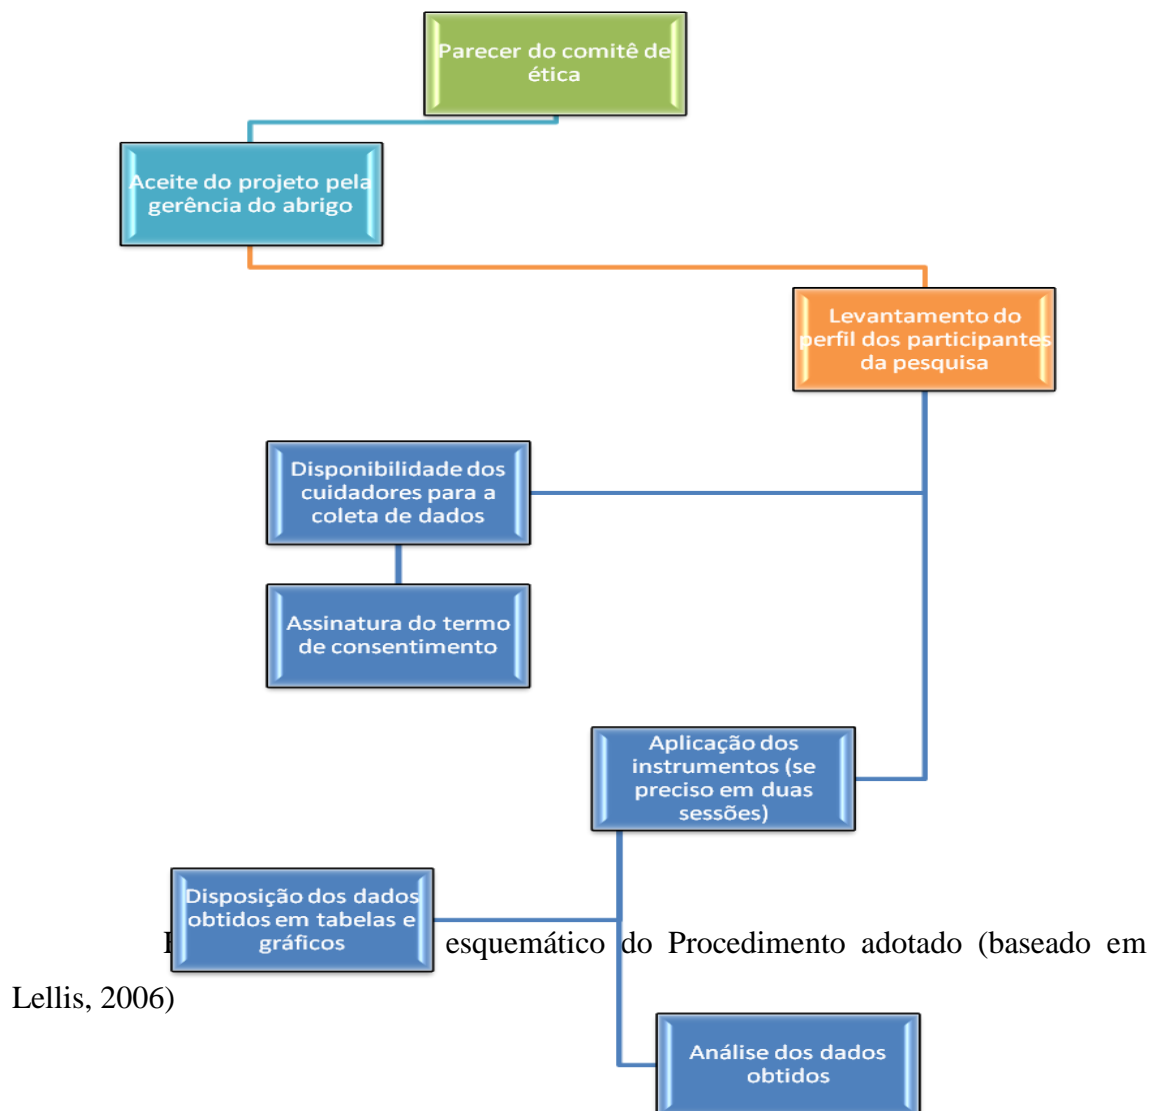 Parecer do comitê de
ética
Aceite do projeto pela
gerência do abrigo
Levantamento do
perfil dos participantes
da pesquisa
Disponibilidade dos
cuidadores para a
coleta de dados
Assinatura do termo
de consentimento
Aplicação dos
instrumentos (se
preciso em duas
sessões)
Disposição dos dados
obtidos em tabelas e
gráficos
esquemático do Procedimento adotado (baseado em
Lellis, 2006)
Análise dos dados
obtidos